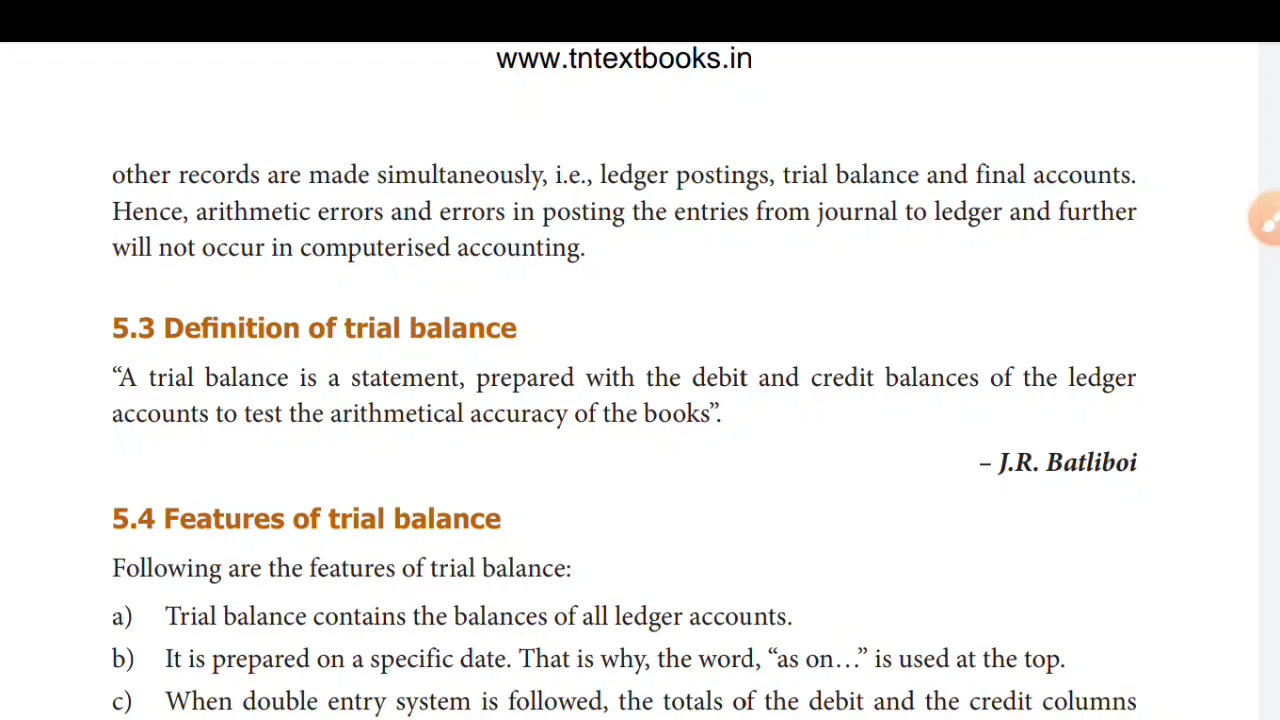 www.tntextbooks.in
other records are made simultaneously, i.e., ledger postings, trial balance and final accounts.
Hence, arithmetic errors and errors in posting the entries from journal to ledger and further
will not occur in computerised accounting.
5.3 Definition of trial balance
“A trial balance is a statement, prepared with the debit and credit balances of the ledger
accounts to test the arithmetical accuracy of the books”.
– J.R. Batliboi
5.4 Features of trial balance
Following are the features of trial balance:
a) Trial balance contains the balances of all ledger accounts.
b) It is prepared on a specific date. That is why, the word, “as on…” is used at the top.
c) When double entry system is followed, the totals of the debit and the credit columns